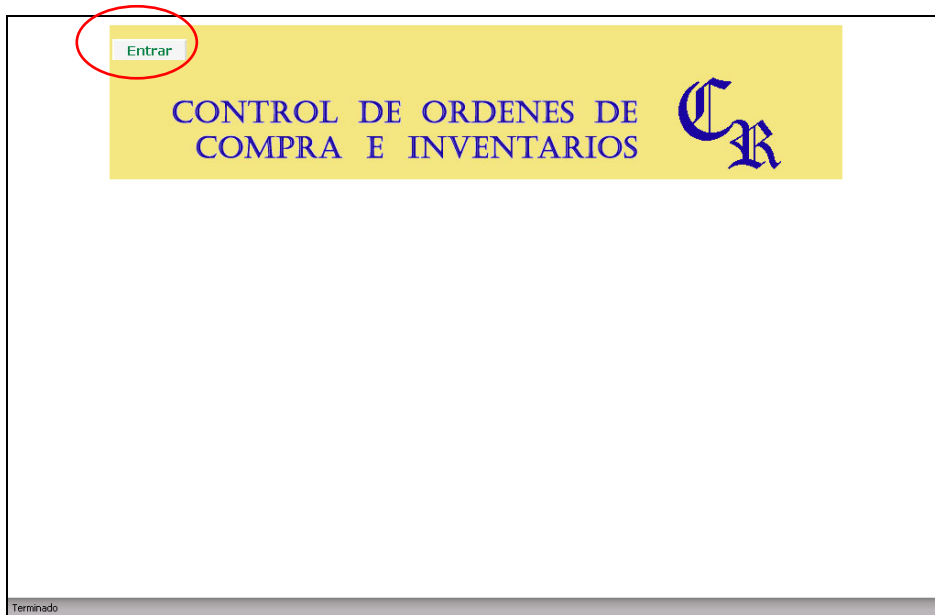 Entrar
CONTROL DE ORDENES DE
COMPRA E INVENTARIOS
CR
Terminado